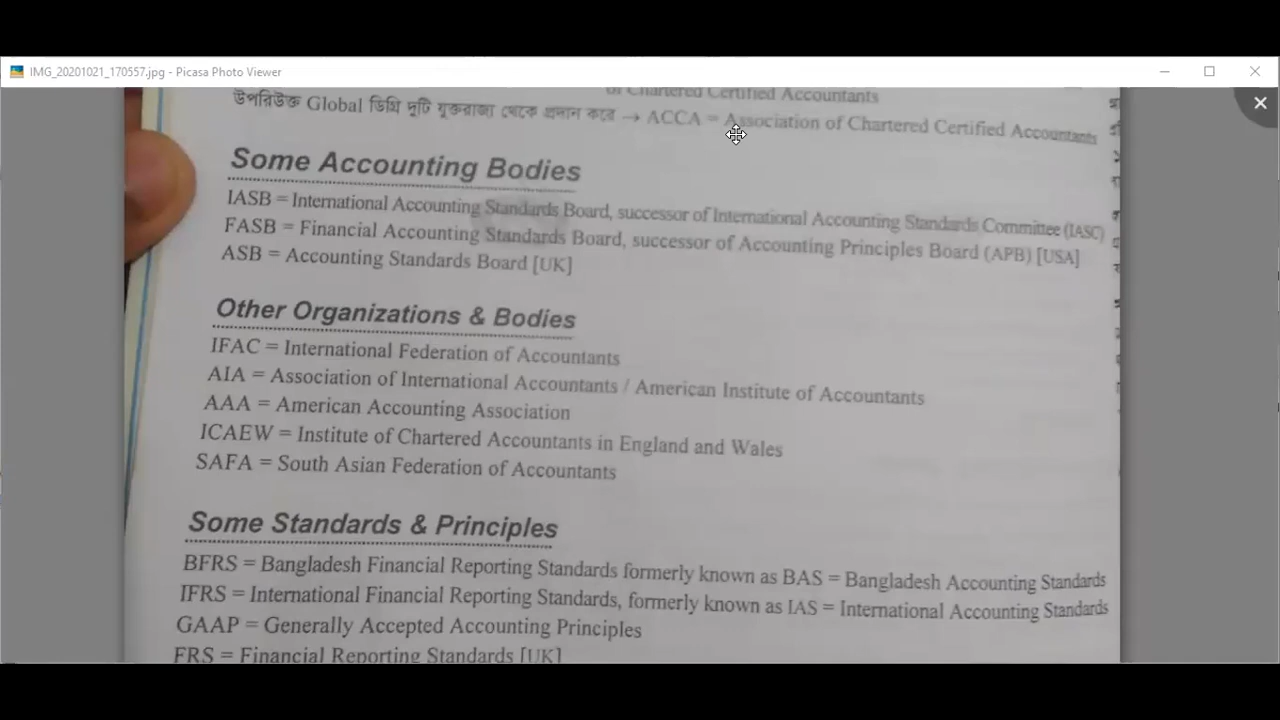 IMG_20201021_170557.jpg - Picasa Photo Viewer
of Chartered Certified Accountants
উপরিউক্ত Global ডিগ্রি দুটি যুক্তরাজ্য থেকে প্রদান করে → ACCA = Association of Chartered Certified Accountants
Some Accounting Bodies
IASB = International Accounting Standards Board, successor of International Accounting Standards Committee (IASC)
FASB = Financial Accounting Standards Board, successor of Accounting Principles Board (APB) [USA]
ASB = Accounting Standards Board [UK]
Other Organizations & Bodies
IFAC = International Federation of Accountants
AIA = Association of International Accountants / American Institute of Accountants
AAA = American Accounting Association
ICAEW = Institute of Chartered Accountants in England and Wales
SAFA = South Asian Federation of Accountants
Some Standards & Principles
BFRS = Bangladesh Financial Reporting Standards formerly known as BAS = Bangladesh Accounting Standards
IFRS = International Financial Reporting Standards, formerly known as IAS = International Accounting Standards
GAAP = Generally Accepted Accounting Principles
FRS = Financial Reporting Standards [UK]